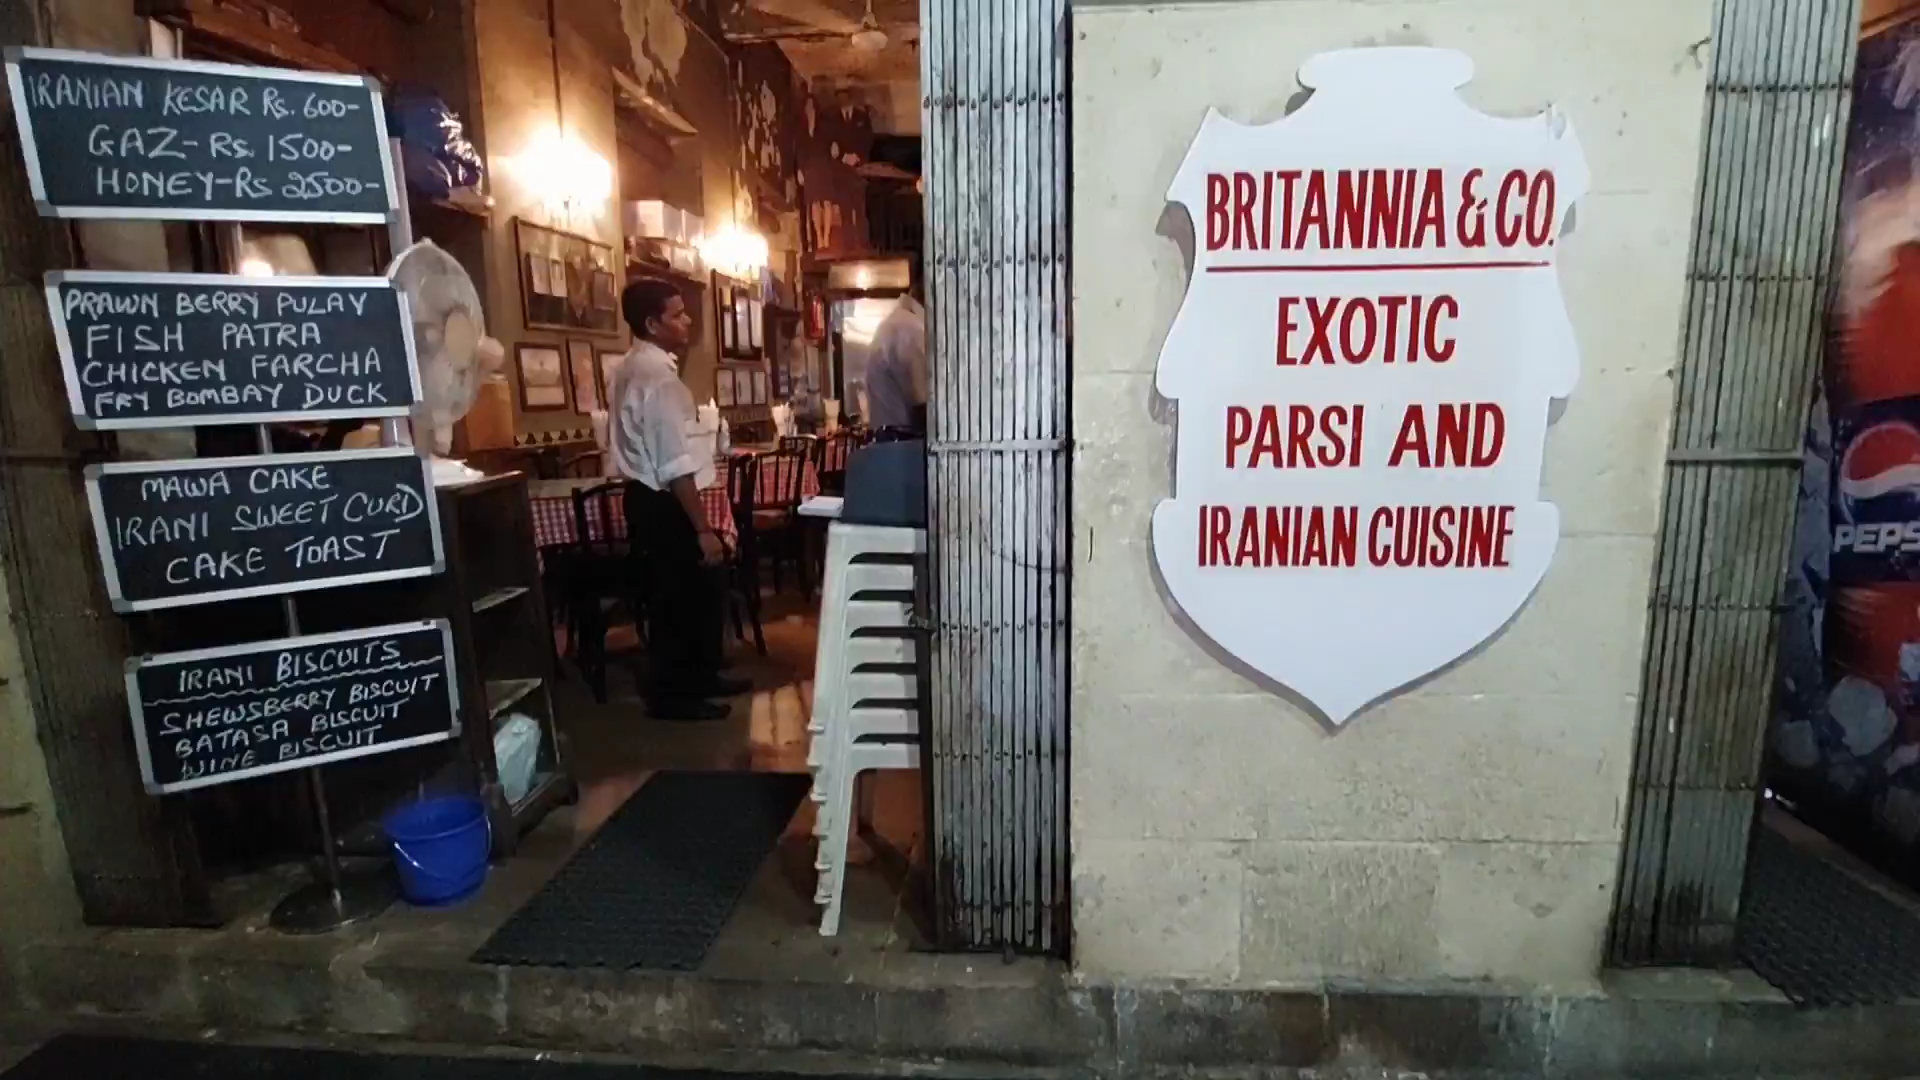 IRANIAN KESAR Rs. 600-
GAZ-Rs. 1500-
HONEY-Rs 2500-
PRAWN BERRY PULAY
FISH PATRA
CHICKEN FARCHA
FRY BOMBAY DUCK
MAWA CAKE
IRANI SWEET CURD
CAKE TOAST
IRANI BISCUITS
SHEWSBERRY BISCUIT
BATASA BISCUIT
WINE BISCUIT
BRITANNIA & CO.
EXOTIC
PARSI AND
IRANIAN CUISINE
PEPS